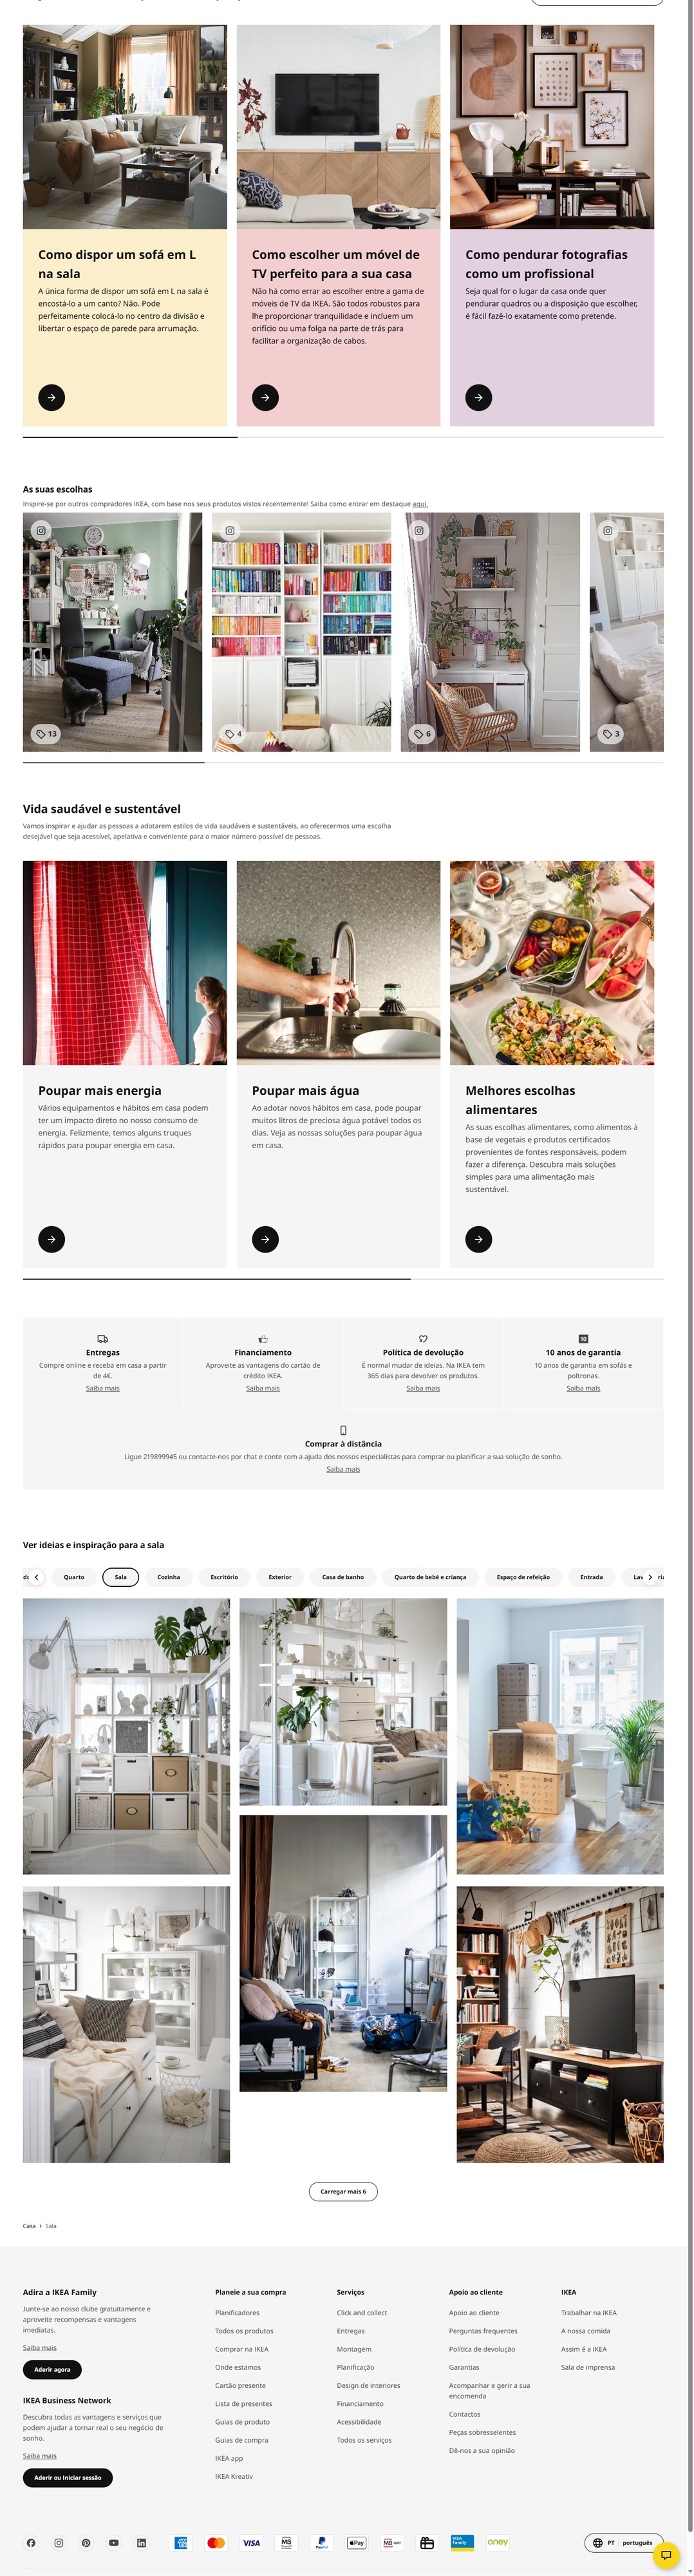 Como dispor um sofá em L
na sala
A única forma de dispor um sofá em L na sala é
encostá-lo a um canto? Não. Pode
perfeitamente colocá-lo no centro da divisão e
libertar o espaço de parede para arrumação.
Como escolher um móvel de
TV perfeito para a sua casa
Não há como errar ao escolher entre a gama de
móveis de TV da IKEA. São todos robustos para
lhe proporcionar tranquilidade e incluem um
orifício ou uma folga na parte de trás para
facilitar a organização de cabos.
Como pendurar fotografias
como um profissional
Seja qual for o lugar da casa onde quer
pendurar quadros ou a disposição que escolher,
é fácil fazê-lo exatamente como pretende.
As suas escolhas
Inspire-se por outros compradores IKEA, com base nos seus produtos vistos recentemente! Saiba como entrar em destaque aqui.
13
4
6
3
Vida saudável e sustentável
Vamos inspirar e ajudar as pessoas a adotarem estilos de vida saudáveis e sustentáveis, ao oferecermos uma escolha
desejável que seja acessível, apelativa e conveniente para o maior número possível de pessoas.
Poupar mais energia
Vários equipamentos e hábitos em casa podem
ter um impacto direto no nosso consumo de
energia. Felizmente, temos alguns truques
rápidos para poupar energia em casa.
Poupar mais água
Ao adotar novos hábitos em casa, pode poupar
muitos litros de preciosa água potável todos os
dias. Veja as nossas soluções para poupar água
em casa.
Melhores escolhas
alimentares
As suas escolhas alimentares, como alimentos à
base de vegetais e produtos certificados
provenientes de fontes responsáveis, podem
fazer a diferença. Descubra mais soluções
simples para uma alimentação mais
sustentável.
Entregas
Compre online e receba em casa a partir
de 4€.
Saiba mais
Financiamento
Aproveite as vantagens do cartão de
crédito IKEA.
Saiba mais
Política de devolução
É normal mudar de ideias. Na IKEA tem
365 dias para devolver os produtos.
Saiba mais
10
10 anos de garantia
10 anos de garantia em sofás e
poltronas.
Saiba mais
Comprar à distância
Ligue 219899945 ou contacte-nos por chat e conte com a ajuda dos nossos especialistas para comprar ou planificar a sua solução de sonho.
Saiba mais
Ver ideias e inspiração para a sala
Quarto
Sala
Cozinha
Escritório
Exterior
Casa de banho
Quarto de bebé e criança
Espaço de refeição
Entrada
Carregar mais 6
Casa › Sala
Adira a IKEA Family
Junte-se ao nosso clube gratuitamente e
aproveite recompensas e vantagens
imediatas.
Saiba mais
Aderir agora
IKEA Business Network
Descubra todas as vantagens e serviços que
podem ajudar a tornar real o seu negócio de
sonho.
Saiba mais
Aderir ou iniciar sessão
Planeie a sua compra
Planificadores
Todos os produtos
Comprar na IKEA
Onde estamos
Cartão presente
Lista de presentes
Guias de produto
Guias de compra
IKEA app
IKEA Kreativ
Serviços
Click and collect
Entregas
Montagem
Planificação
Design de interiores
Financiamento
Acessibilidade
Todos os serviços
Apoio ao cliente
Apoio ao cliente
Perguntas frequentes
Política de devolução
Garantias
Acompanhar e gerir a sua
encomenda
Contactos
Peças sobresselentes
Dê-nos a sua opinião
IKEA
Trabalhar na IKEA
A nossa comida
Assim é a IKEA
Sala de imprensa
VISA
MB
PayPal
Pay
MB WAY
IKEA
Family
oney
PT
português